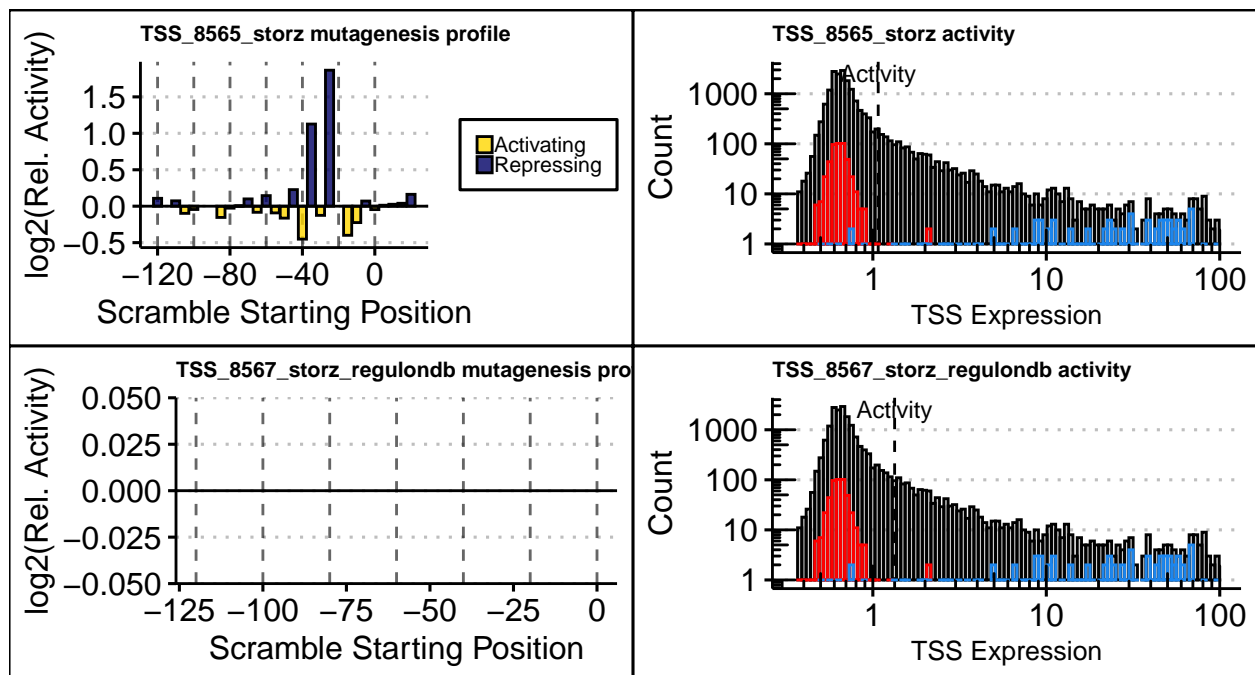 TSS_8565_storz mutagenesis profile
log2(Rel. Activity)
1.5
1.0
0.5
0.0
−0.5
−120 −80 −40 0
Scramble Starting Position
Activating
Repressing
TSS_8565_storz activity
Activity
Count
1000
100
10
1
1 10 100
TSS Expression
TSS_8567_storz_regulondb mutagenesis pro
log2(Rel. Activity)
0.050
0.025
0.000
−0.025
−0.050
−125 −100 −75 −50 −25 0
Scramble Starting Position
TSS_8567_storz_regulondb activity
Activity
Count
1000
100
10
1
1 10 100
TSS Expression